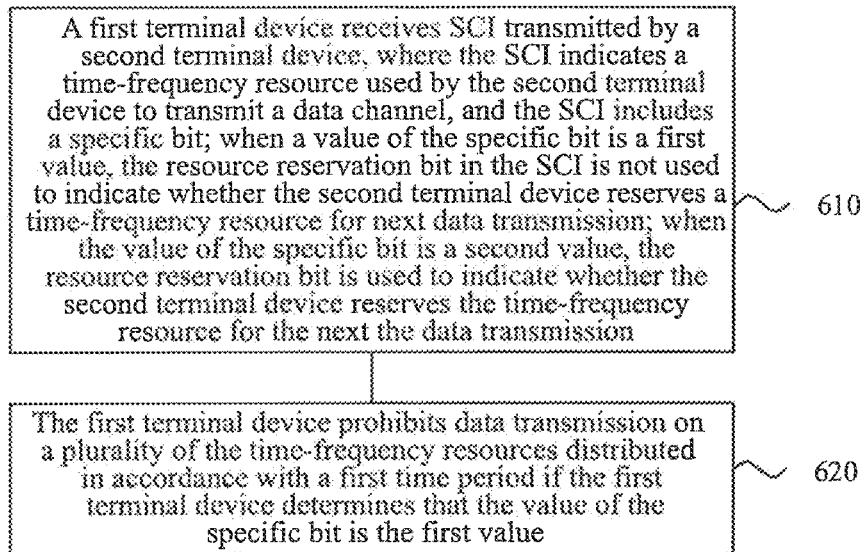 A first terminal device receives SCI transmitted by a
second terminal device, where the SCI indicates a
time-frequency resource used by the second terminal
device to transmit a data channel, and the SCI includes
a specific bit; when a value of the specific bit is a first
value, the resource reservation bit in the SCI is not used
to indicate whether the second terminal device reserves a
time-frequency resource for next data transmission; when
the value of the specific bit is a second value, the
resource reservation bit is used to indicate whether the
second terminal device reserves the time-frequency
resource for the next the data transmission
610
The first terminal device prohibits data transmission on
a plurality of the time-frequency resources distributed
in accordance with a first time period if the first
terminal device determines that the value of the
specific bit is the first value
620